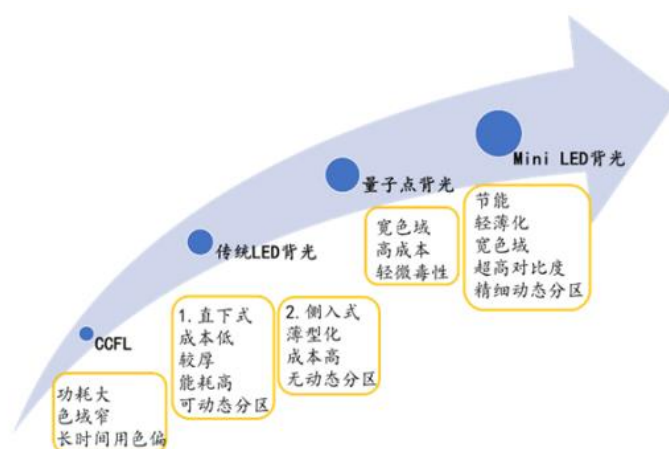 Mini LED背光
节能
轻薄化
宽色域
超高对比度
精细动态分区
量子点背光
宽色域
高成本
轻微毒性
传统LED背光
1.直下式
成本低
较厚
能耗高
可动态分区
2.侧入式
薄型化
成本高
无动态分区
CCFL
功耗大
色域窄
长时间用色偏